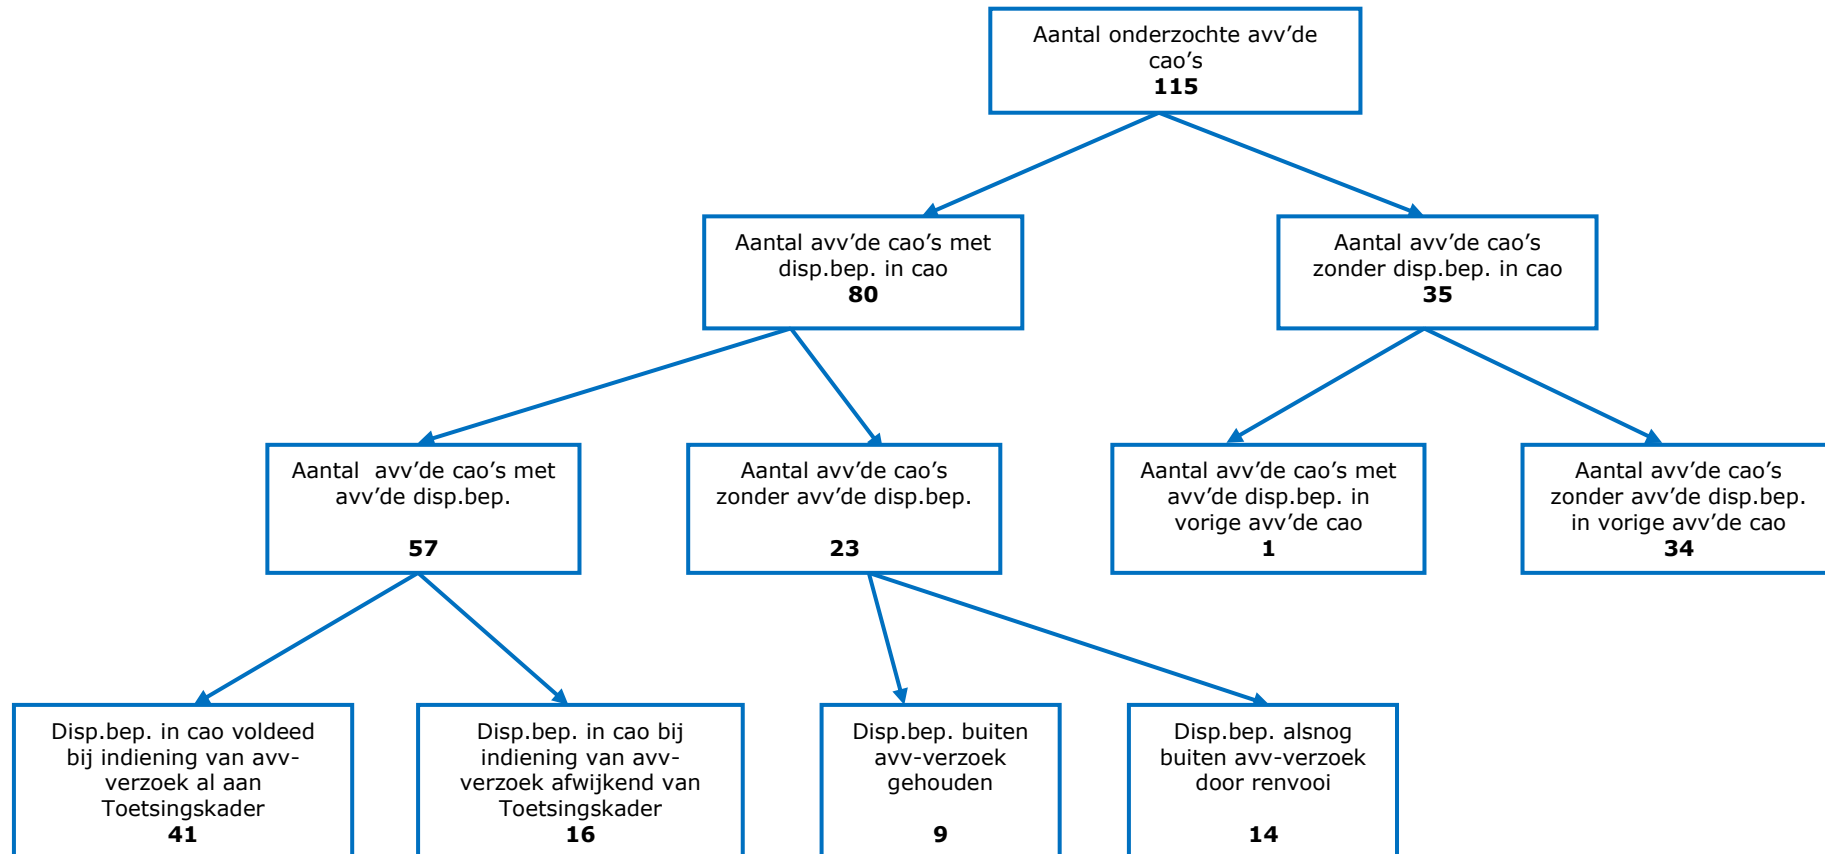 Aantal onderzochte avv’de
cao’s
115
Aantal avv’de cao’s met
disp.bep. in cao
80
Aantal avv’de cao’s
zonder disp.bep. in cao
35
Aantal  avv’de cao’s met
avv’de disp.bep.
57
Aantal avv’de cao’s
zonder avv’de disp.bep.
23
Aantal avv’de cao’s met
avv’de disp.bep. in
vorige avv’de cao
1
Aantal avv’de cao’s
zonder avv’de disp.bep.
in vorige avv’de cao
34
Disp.bep. in cao voldeed
bij indiening van avv-
verzoek al aan
Toetsingskader
41
Disp.bep. in cao bij
indiening van avv-
verzoek afwijkend van
Toetsingskader
16
Disp.bep. buiten
avv-verzoek
gehouden
9
Disp.bep. alsnog
buiten avv-verzoek
door renvooi
14